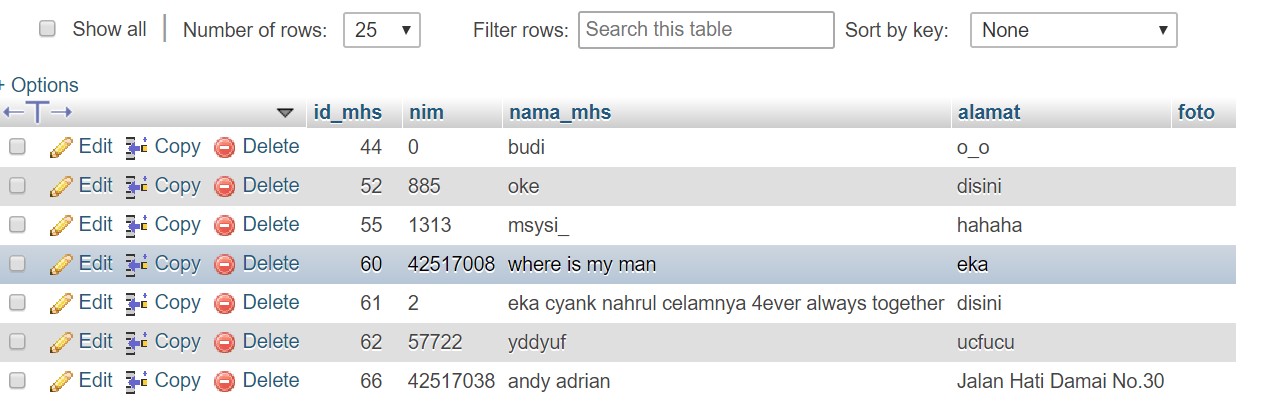 Show all Number of rows: 25 Filter rows: Search this table Sort by key: None
+ Options
id_mhs nim nama_mhs alamat foto
Edit Copy Delete 44 0 budi o_o
Edit Copy Delete 52 885 oke disini
Edit Copy Delete 55 1313 msysi_ hahaha
Edit Copy Delete 60 42517008 where is my man eka
Edit Copy Delete 61 2 eka cyank nahrul celamnya 4ever always together disini
Edit Copy Delete 62 57722 yddyuf ucfucu
Edit Copy Delete 66 42517038 andy adrian Jalan Hati Damai No.30